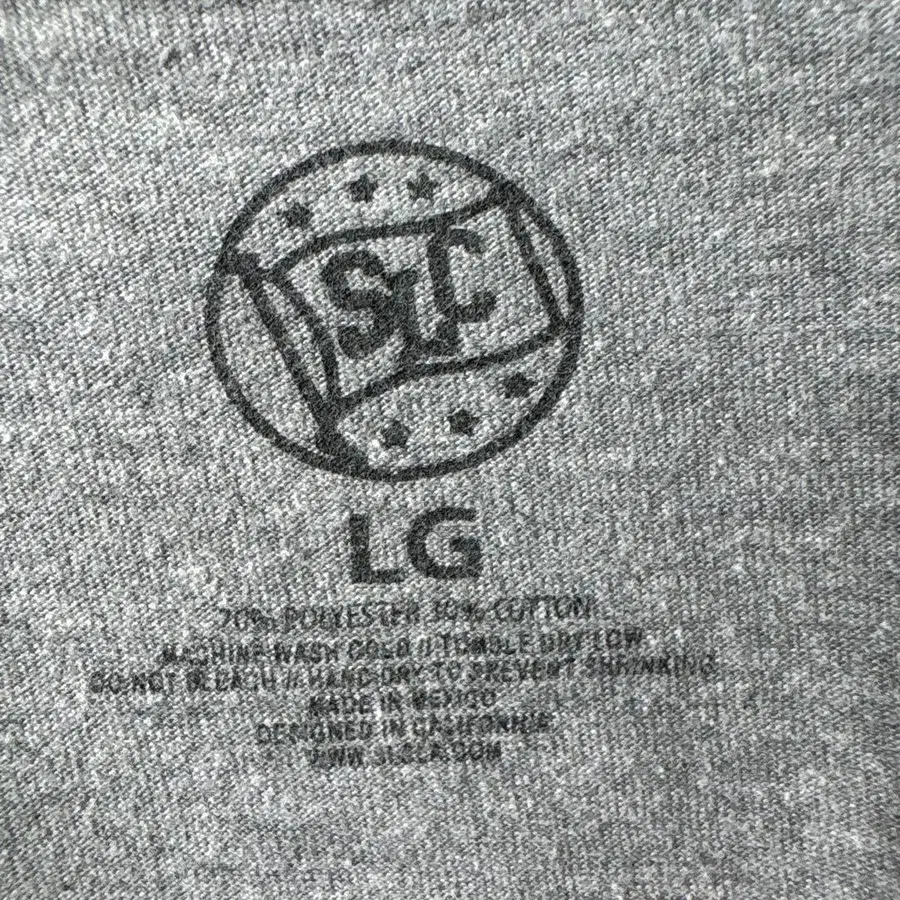 SLC
LG
70% POLYESTER 30% COTTON
MACHINE WASH COLD // TUMBLE DRY LOW
DO NOT BLEACH // HAND DRY TO PREVENT SHRINKING
MADE IN MEXICO
DESIGNED IN CALIFORNIA